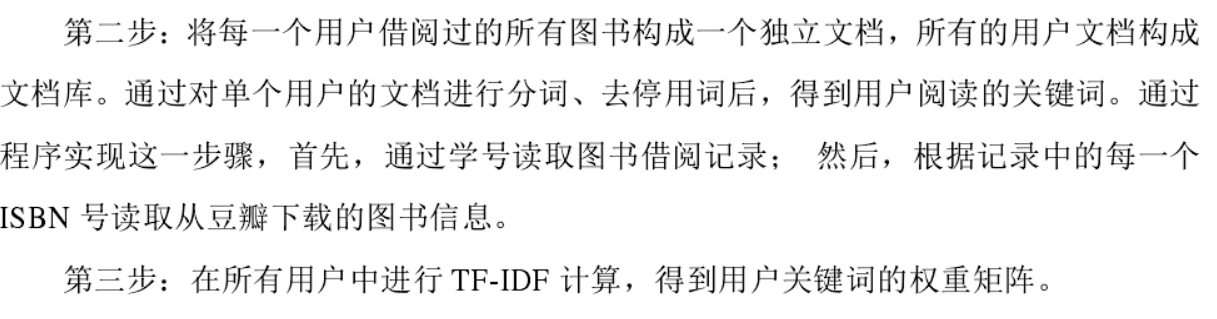 第二步：将每一个用户借阅过的所有图书构成一个独立文档，所有的用户文档构成
文档库。通过对单个用户的文档进行分词、去停用词后，得到用户阅读的关键词。通过
程序实现这一步骤，首先，通过学号读取图书借阅记录； 然后，根据记录中的每一个
ISBN 号读取从豆瓣下载的图书信息。
第三步：在所有用户中进行 TF-IDF 计算，得到用户关键词的权重矩阵。